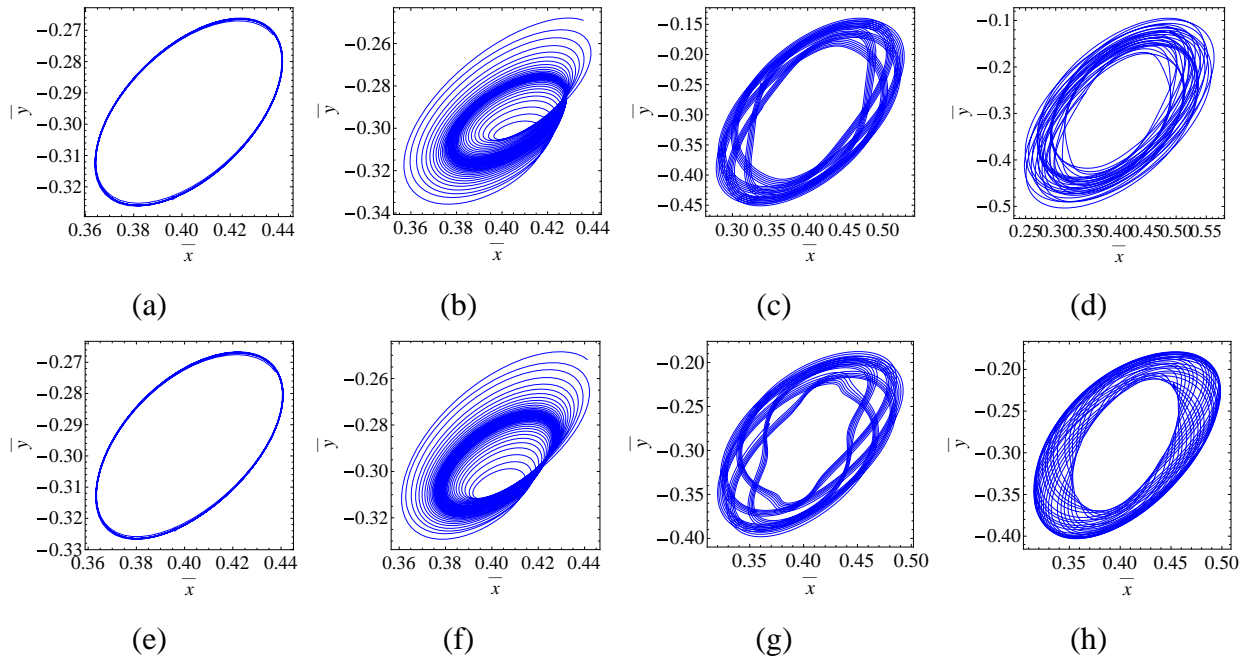 −0.27
−0.28
−0.29
−0.30
−0.31
−0.32
y
0.36 0.38 0.40 0.42 0.44
x
(a)
−0.26
−0.28
−0.30
−0.32
−0.34
y
0.36 0.38 0.40 0.42 0.44
x
(b)
−0.15
−0.20
−0.25
−0.30
−0.35
−0.40
−0.45
y
0.30 0.35 0.40 0.45 0.50
x
(c)
−0.1
−0.2
−0.3
−0.4
−0.5
y
0.25 0.30 0.35 0.40 0.45 0.50 0.55
x
(d)
−0.27
−0.28
−0.29
−0.30
−0.31
−0.32
−0.33
y
0.36 0.38 0.40 0.42 0.44
x
(e)
−0.26
−0.28
−0.30
−0.32
y
0.36 0.38 0.40 0.42 0.44
x
(f)
−0.20
−0.25
−0.30
−0.35
−0.40
y
0.35 0.40 0.45 0.50
x
(g)
−0.20
−0.25
−0.30
−0.35
−0.40
y
0.35 0.40 0.45 0.50
x
(h)